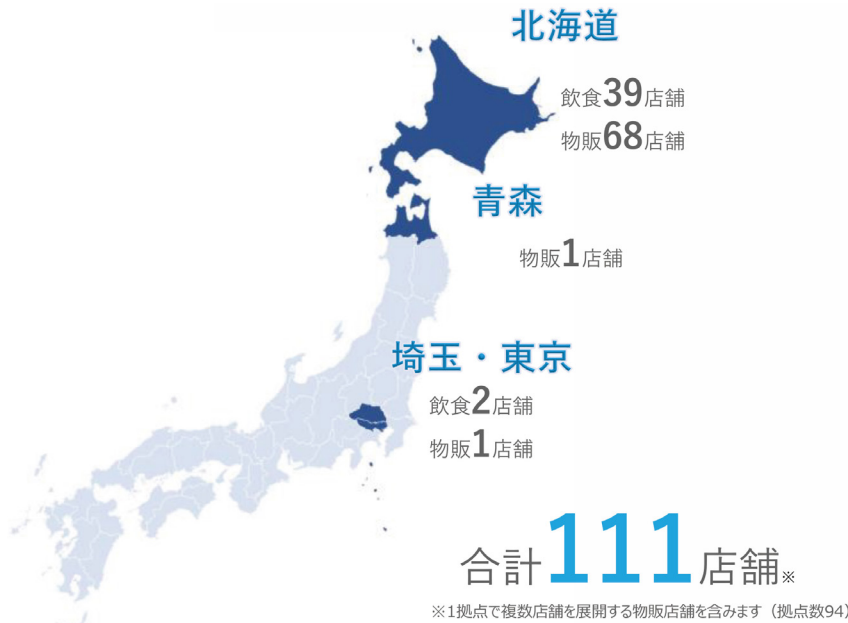 北海道
飲食39店舗
物販68店舗
青森
物販1店舗
埼玉・東京
飲食2店舗
物販1店舗
合計111店舗※
※1拠点で複数店舗を展開する物販店舗を含みます（拠点数94）